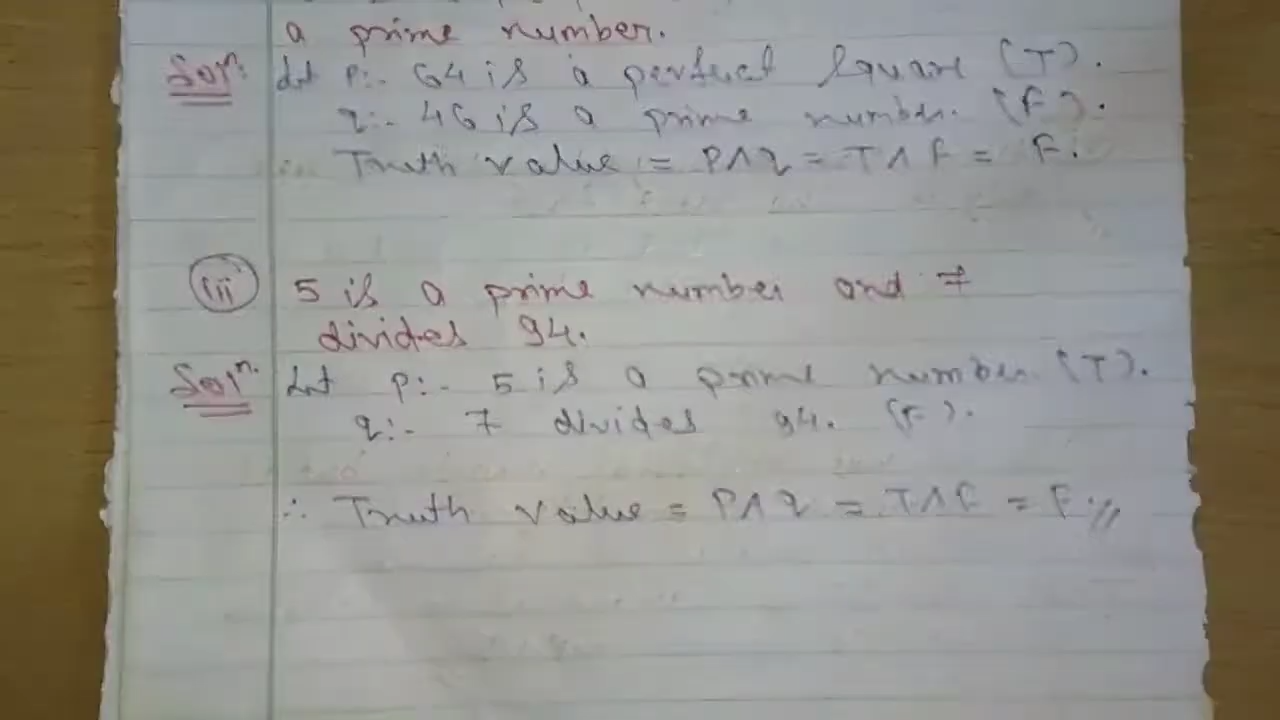 a prime number.
Soln. Let P:- 64 is a perfect square (T).
q:- 46 is a prime number. (F).
∴ Truth value = P∧q = T∧F = F.
(iii) 5 is a prime number and 7
divides 94.
Soln. Let P:- 5 is a prime number (T).
q:- 7 divides 94. (F).
∴ Truth value = P∧q = T∧F = F.//